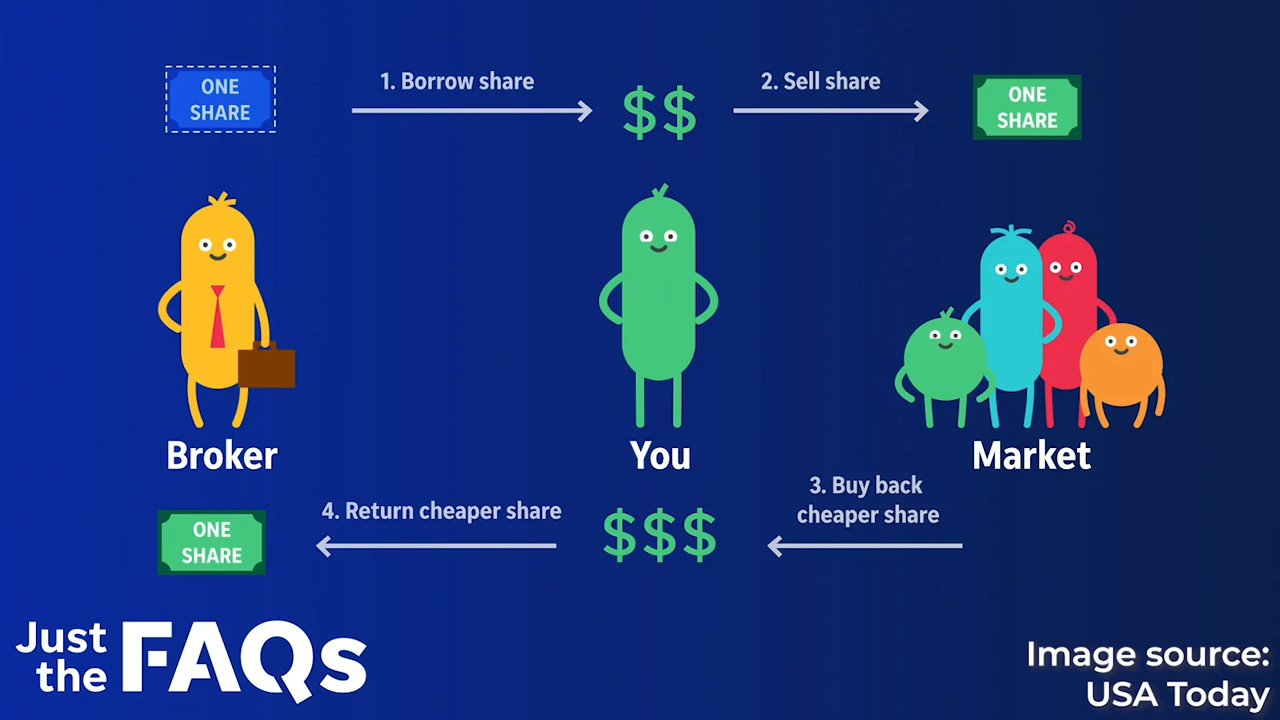 ONE
SHARE
1. Borrow share
$$
2. Sell share
ONE
SHARE
Broker
You
Market
ONE
SHARE
4. Return cheaper share
$$$
3. Buy back
cheaper share
Just
the
FAQs
Image source:
USA Today